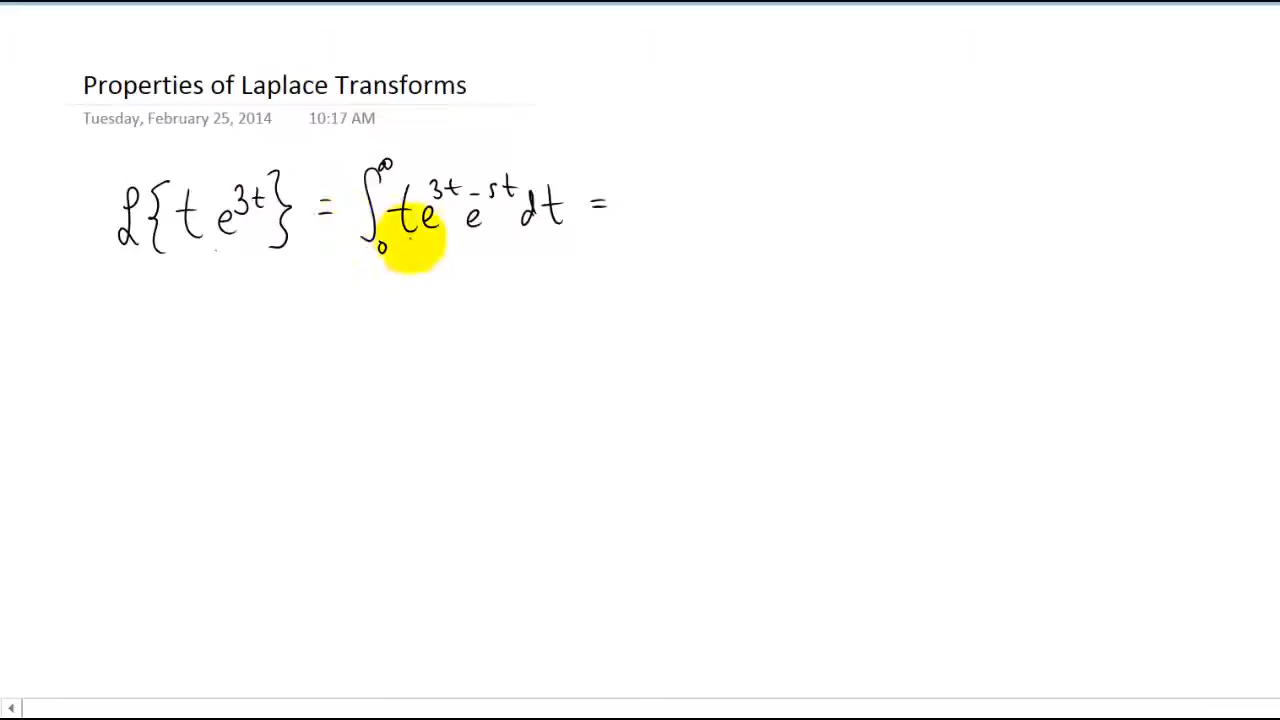 Properties of Laplace Transforms
Tuesday, February 25, 2014 10:17 AM
ℒ{t e^{3t}} = ∫_0^∞ t e^{3t} e^{-st} dt =